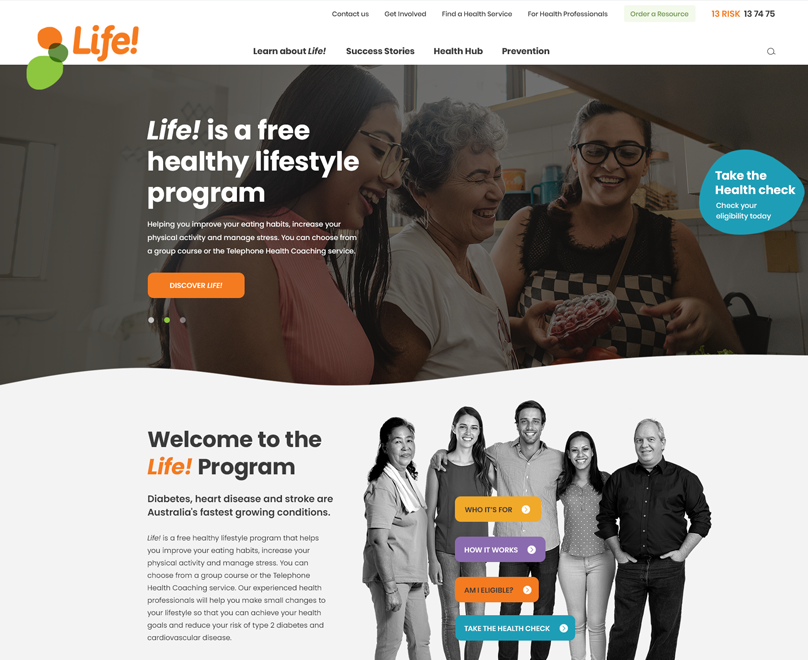 Contact us
Get Involved
Find a Health Service
For Health Professionals
Order a Resource
13 RISK 13 74 75
Life!
Learn about Life!
Success Stories
Health Hub
Prevention
Life! is a free
healthy lifestyle
program
Helping you improve your eating habits, increase your
physical activity and manage stress. You can choose from
a group course or the Telephone Health Coaching service.
DISCOVER LIFE!
Take the
Health check
Check your
eligibility today
Welcome to the
Life! Program
Diabetes, heart disease and stroke are
Australia's fastest growing conditions.
Life! is a free healthy lifestyle program that helps
you improve your eating habits, increase your
physical activity and manage stress. You can
choose from a group course or the Telephone
Health Coaching service. Our experienced health
professionals will help you make small changes to
your lifestyle so that you can achieve your health
goals and reduce your risk of type 2 diabetes and
cardiovascular disease.
WHO IT'S FOR
HOW IT WORKS
AM I ELIGIBLE?
TAKE THE HEALTH CHECK